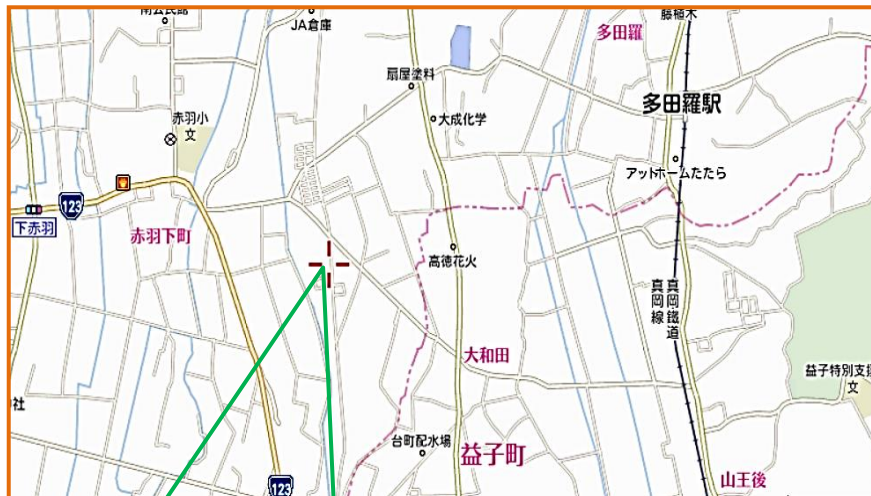 南公民館
JA倉庫
多田羅
藤植木
扇屋塗料
多田羅駅
赤羽小
文
大成化学
アットホームたたら
123
下赤羽
赤羽下町
高徳花火
真岡鐵道
真岡線
大和田
益子特別支援
文
神社
台町配水場
益子町
123
山王後